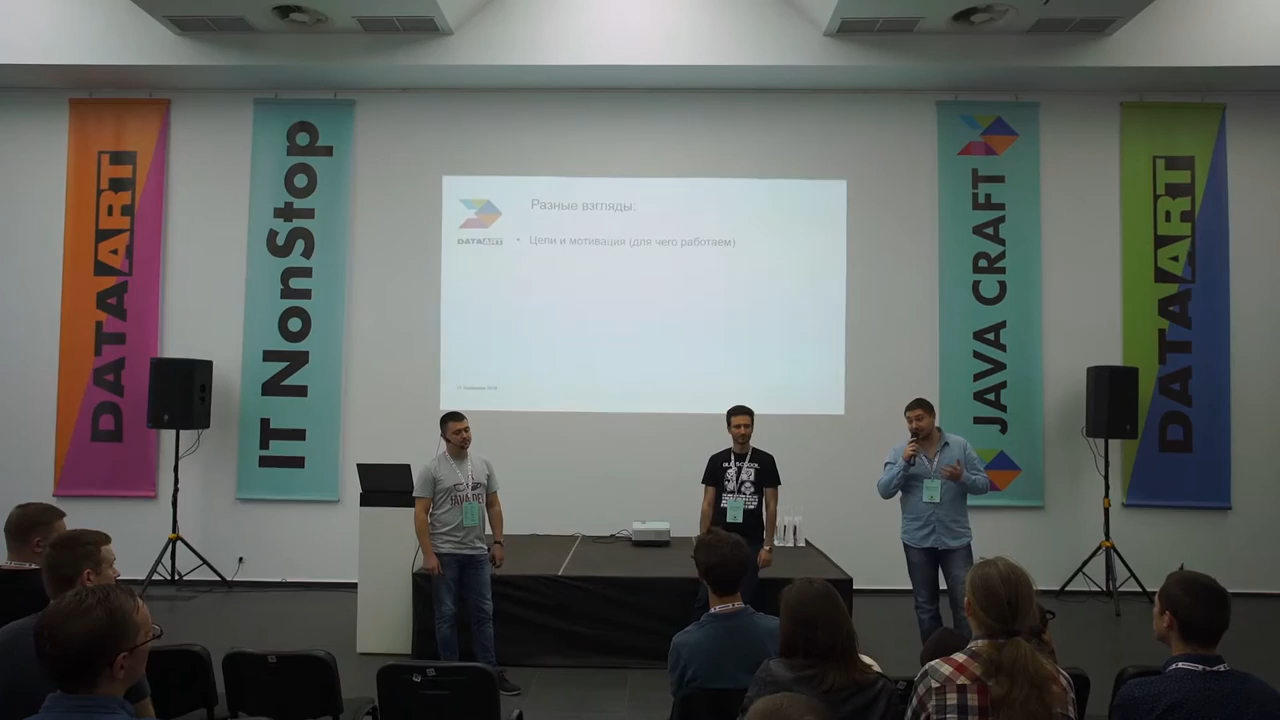 DATAART
IT NonStop
DATAART
Разные взгляды:
• Цели и мотивация (для чего работаем)
JAVA CRAFT
DATAART
JAVA DEV
OLD SCHOOL